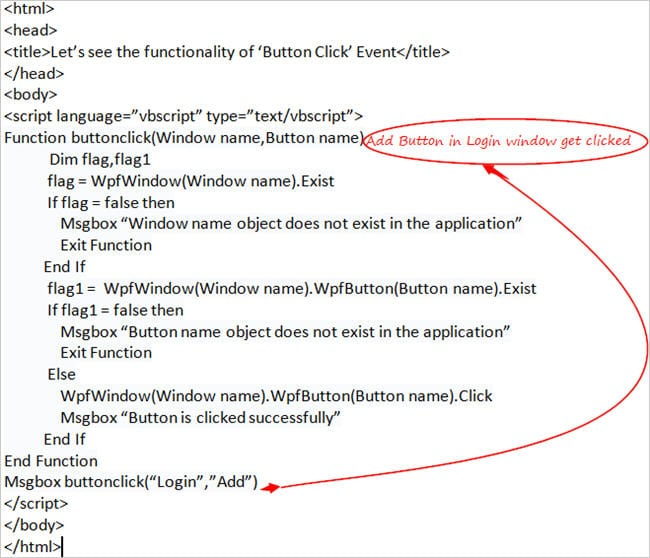 <html>
<head>
<title>Let’s see the functionality of ‘Button Click’ Event</title>
</head>
<body>
<script language=”vbscript” type=”text/vbscript”>
Function buttonclick(Window name,Button name) Add Button in Login window get clicked
Dim flag,flag1
flag = WpfWindow(Window name).Exist
If flag = false then
Msgbox “Window name object does not exist in the application”
Exit Function
End If
flag1 =  WpfWindow(Window name).WpfButton(Button name).Exist
If flag1 = false then
Msgbox “Button name object does not exist in the application”
Exit Function
Else
WpfWindow(Window name).WpfButton(Button name).Click
Msgbox “Button is clicked successfully”
End If
End Function
Msgbox buttonclick(“Login”,”Add”)
</script>
</body>
</html>